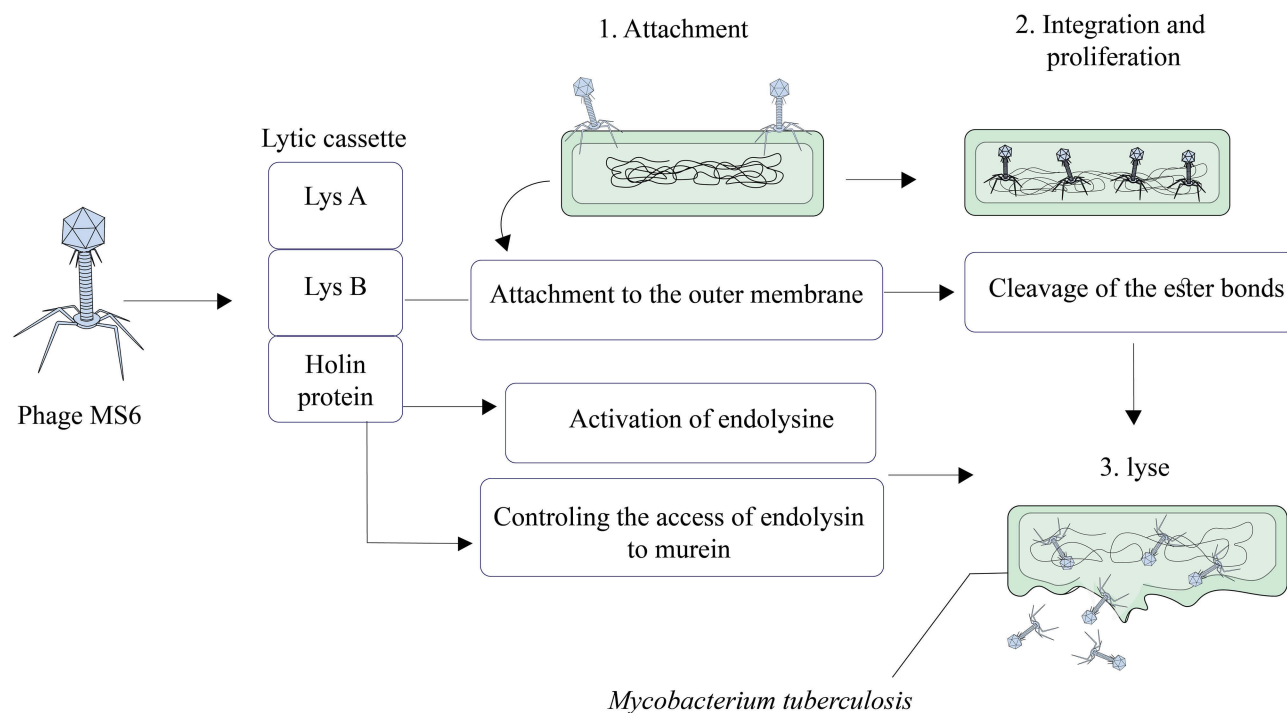 1. Attachment
2. Integration and
proliferation
Lytic cassette
Lys A
Lys B
Holin
protein
Phage MS6
Attachment to the outer membrane
Cleavage of the ester bonds
Activation of endolysine
Controling the access of endolysin
to murein
3. lyse
Mycobacterium tuberculosis